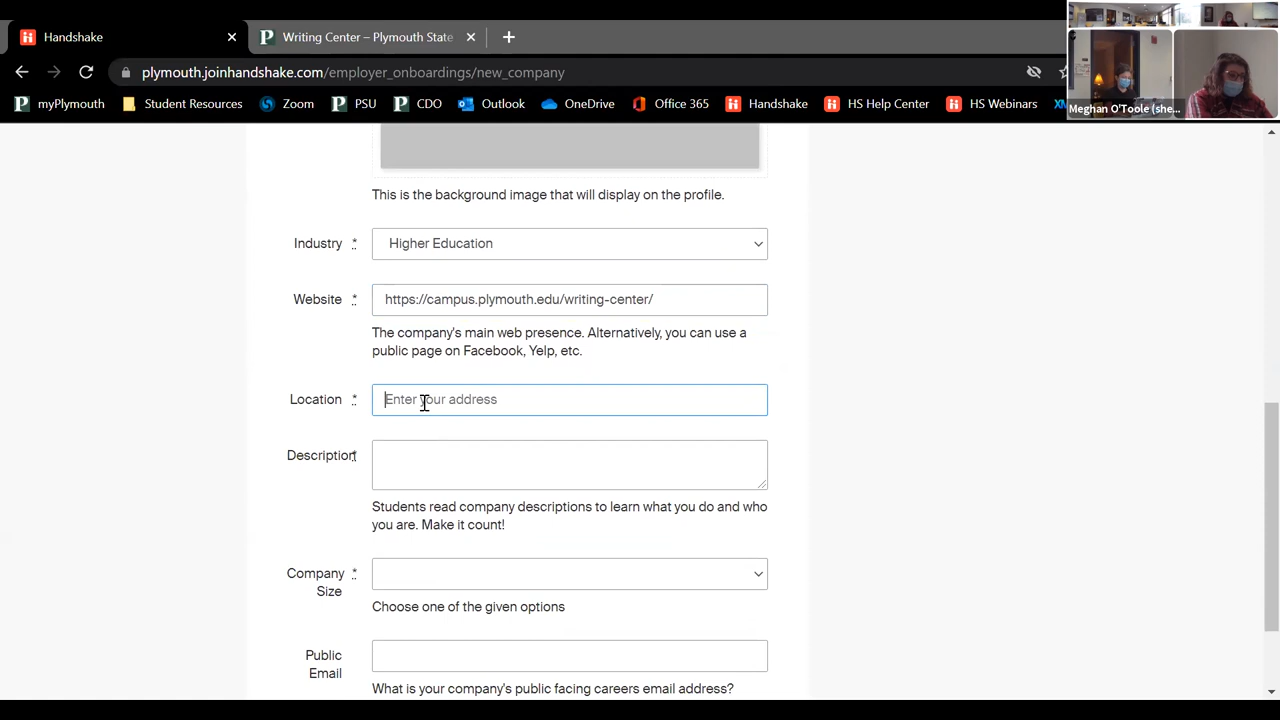 Handshake
Writing Center – Plymouth State
plymouth.joinhandshake.com/employer_onboardings/new_company
myPlymouth
Student Resources
Zoom
PSU
CDO
Outlook
OneDrive
Office 365
Handshake
HS Help Center
HS Webinars
Meghan O'Toole (she...
This is the background image that will display on the profile.
Industry * Higher Education
Website * https://campus.plymouth.edu/writing-center/
The company's main web presence. Alternatively, you can use a
public page on Facebook, Yelp, etc.
Location * Enter your address
Description*
Students read company descriptions to learn what you do and who
you are. Make it count!
Company *
Size
Choose one of the given options
Public
Email
What is your company's public facing careers email address?